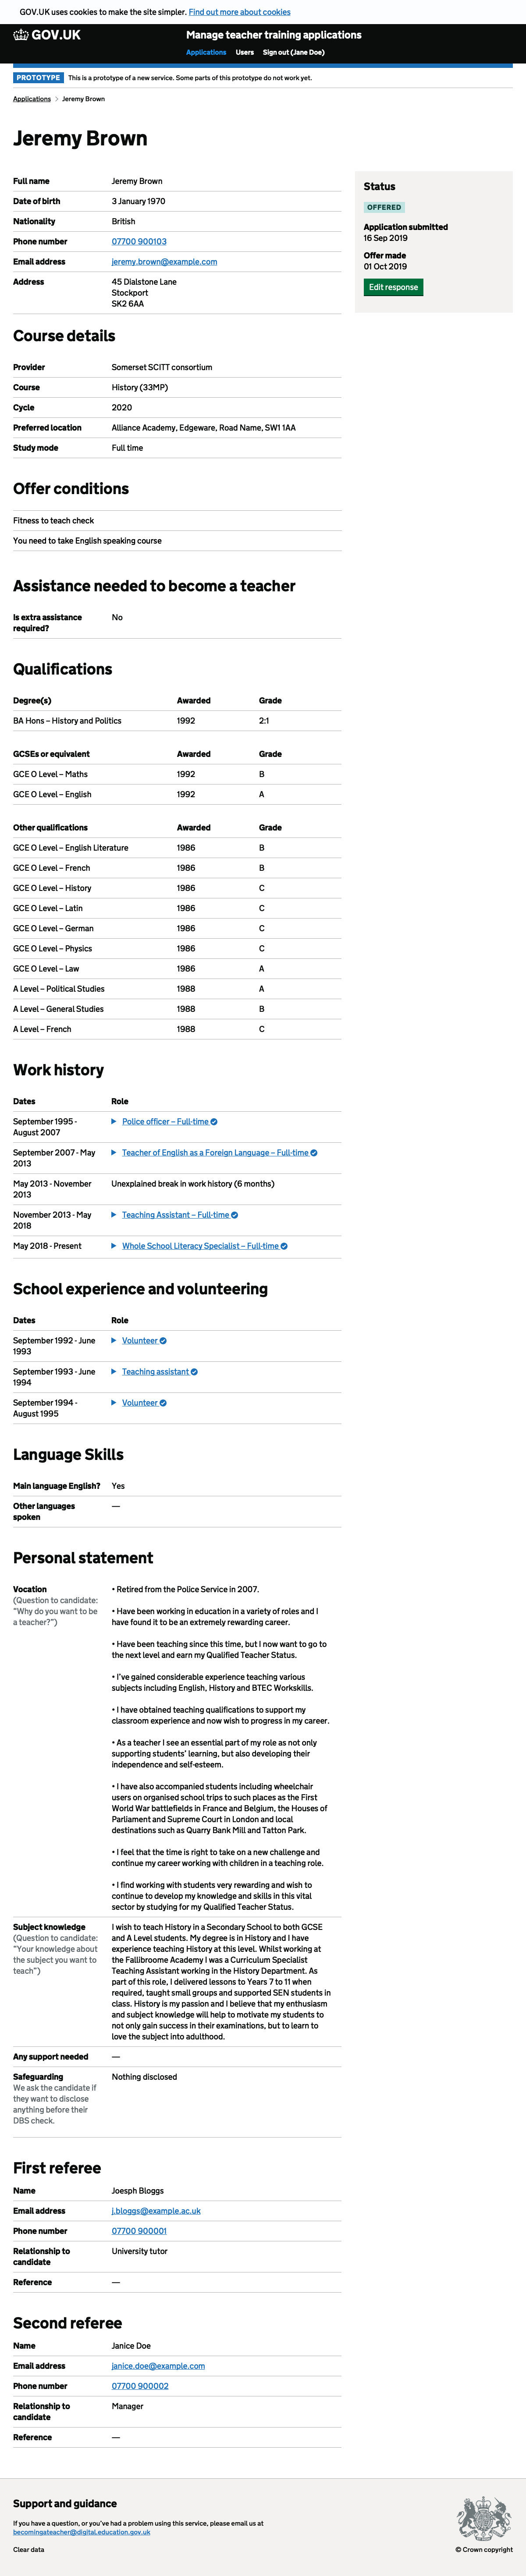 GOV.UK uses cookies to make the site simpler. Find out more about cookies
GOV.UK
Manage teacher training applications
Applications Users Sign out (Jane Doe)
PROTOTYPE This is a prototype of a new service. Some parts of this prototype do not work yet.
Applications > Jeremy Brown
Jeremy Brown
Full name Jeremy Brown
Date of birth 3 January 1970
Nationality British
Phone number 07700 900103
Email address jeremy.brown@example.com
Address 45 Dialstone Lane
Stockport
SK2 6AA
Status
OFFERED
Application submitted
16 Sep 2019
Offer made
01 Oct 2019
Edit response
Course details
Provider Somerset SCITT consortium
Course History (33MP)
Cycle 2020
Preferred location Alliance Academy, Edgeware, Road Name, SW1 1AA
Study mode Full time
Offer conditions
Fitness to teach check
You need to take English speaking course
Assistance needed to become a teacher
Is extra assistance No
required?
Qualifications
Degree(s) Awarded Grade
BA Hons – History and Politics 1992 2:1
GCSEs or equivalent Awarded Grade
GCE O Level – Maths 1992 B
GCE O Level – English 1992 A
Other qualifications Awarded Grade
GCE O Level – English Literature 1986 B
GCE O Level – French 1986 B
GCE O Level – History 1986 C
GCE O Level – Latin 1986 C
GCE O Level – German 1986 C
GCE O Level – Physics 1986 C
GCE O Level – Law 1986 A
A Level – Political Studies 1988 A
A Level – General Studies 1988 B
A Level – French 1988 C
Work history
Dates Role
September 1995 - Police officer – Full-time
August 2007
September 2007 - May Teacher of English as a Foreign Language – Full-time
2013
May 2013 - November Unexplained break in work history (6 months)
2013
November 2013 - May Teaching Assistant – Full-time
2018
May 2018 - Present Whole School Literacy Specialist – Full-time
School experience and volunteering
Dates Role
September 1992 - June Volunteer
1993
September 1993 - June Teaching assistant
1994
September 1994 - Volunteer
August 1995
Language Skills
Main language English? Yes
Other languages —
spoken
Personal statement
Vocation
(Question to candidate:
“Why do you want to be
a teacher?”)
• Retired from the Police Service in 2007.
• Have been working in education in a variety of roles and I
have found it to be an extremely rewarding career.
• Have been teaching since this time, but I now want to go to
the next level and earn my Qualified Teacher Status.
• I’ve gained considerable experience teaching various
subjects including English, History and BTEC Workskills.
• I have obtained teaching qualifications to support my
classroom experience and now wish to progress in my career.
• As a teacher I see an essential part of my role as not only
supporting students’ learning, but also developing their
independence and self-esteem.
• I have also accompanied students including wheelchair
users on organised school trips to such places as the First
World War battlefields in France and Belgium, the Houses of
Parliament and Supreme Court in London and local
destinations such as Quarry Bank Mill and Tatton Park.
• I feel that the time is right to take on a new challenge and
continue my career working with children in a teaching role.
• I find working with students very rewarding and wish to
continue to develop my knowledge and skills in this vital
sector by studying for my Qualified Teacher Status.
Subject knowledge
(Question to candidate:
“Your knowledge about
the subject you want to
teach”)
I wish to teach History in a Secondary School to both GCSE
and A Level students. My degree is in History and I have
experience teaching History at this level. Whilst working at
the Fallibroome Academy I was a Curriculum Specialist
Teaching Assistant working in the History Department. As
part of this role, I delivered lessons to Years 7 to 11 when
required, taught small groups and supported SEN students in
class. History is my passion and I believe that my enthusiasm
and subject knowledge will help to motivate my students to
not only gain success in their examinations, but to learn to
love the subject into adulthood.
Any support needed —
Safeguarding Nothing disclosed
We ask the candidate if
they want to disclose
anything before their
DBS check.
First referee
Name Joesph Bloggs
Email address j.bloggs@example.ac.uk
Phone number 07700 900001
Relationship to University tutor
candidate
Reference —
Second referee
Name Janice Doe
Email address janice.doe@example.com
Phone number 07700 900002
Relationship to Manager
candidate
Reference —
Support and guidance
If you have a question, or you’ve had a problem using this service, please email us at
becomingateacher@digital.education.gov.uk
Clear data
© Crown copyright